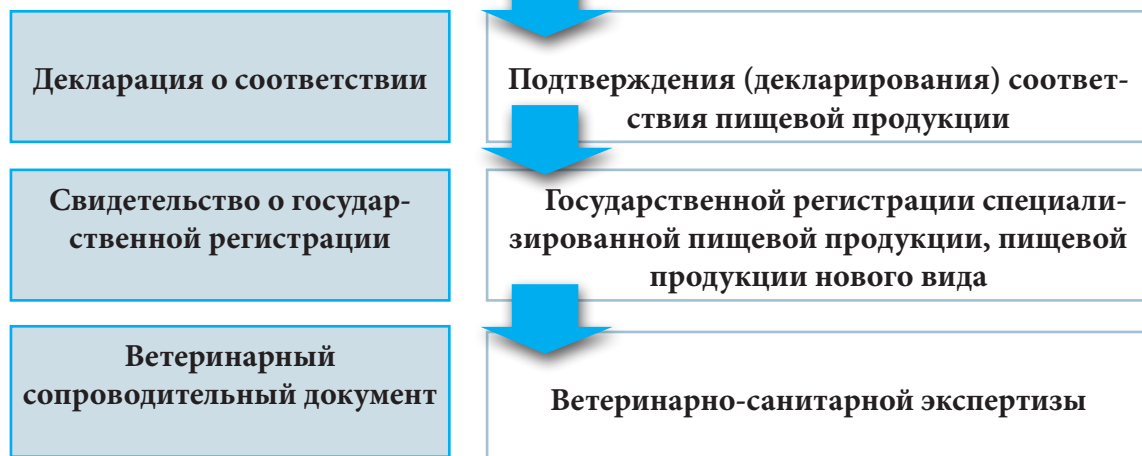 Декларация о соответствии
Подтверждения (декларирования) соответ-
ствия пищевой продукции
Свидетельство о государ-
ственной регистрации
Государственной регистрации специали-
зированной пищевой продукции, пищевой
продукции нового вида
Ветеринарный
сопроводительный документ
Ветеринарно-санитарной экспертизы